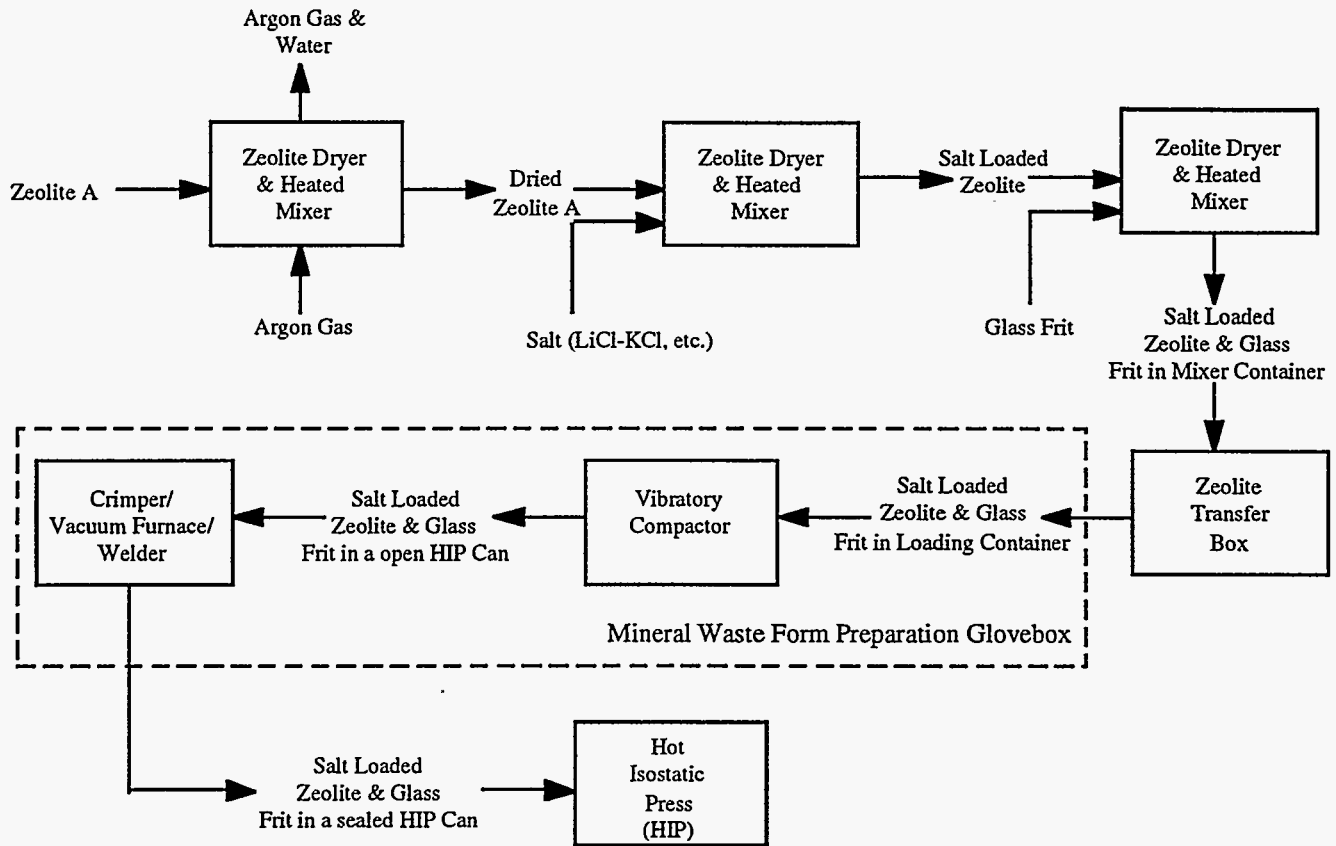 Argon Gas &
Water
Zeolite A
Zeolite Dryer
& Heated
Mixer
Argon Gas
Dried
Zeolite A
Salt (LiCl-KCl, etc.)
Zeolite Dryer
& Heated
Mixer
Salt Loaded
Zeolite
Glass Frit
Zeolite Dryer
& Heated
Mixer
Salt Loaded
Zeolite & Glass
Frit in Mixer Container
Zeolite
Transfer
Box
Salt Loaded
Zeolite & Glass
Frit in Loading Container
Vibratory
Compactor
Salt Loaded
Zeolite & Glass
Frit in a open HIP Can
Crimper/
Vacuum Furnace/
Welder
Mineral Waste Form Preparation Glovebox
Salt Loaded
Zeolite & Glass
Frit in a sealed HIP Can
Hot
Isostatic
Press
(HIP)